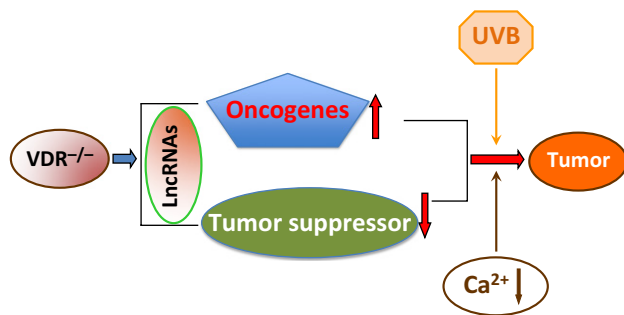 UVB
Oncogenes
VDR⁻/⁻
LncRNAs
Tumor
Tumor suppressor
Ca²⁺